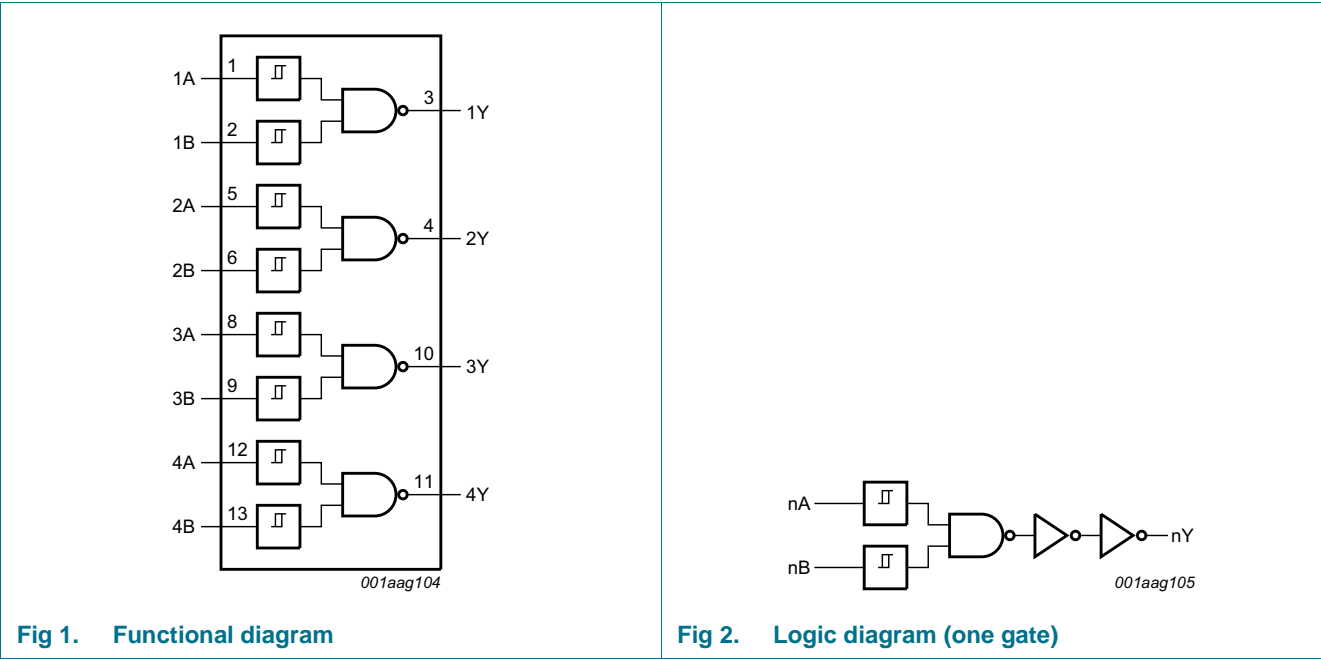 1A 1
3 1Y
1B 2
2A 5
4 2Y
2B 6
3A 8
10 3Y
3B 9
4A 12
11 4Y
4B 13
001aag104
Fig 1. Functional diagram
nA
nY
nB
001aag105
Fig 2. Logic diagram (one gate)